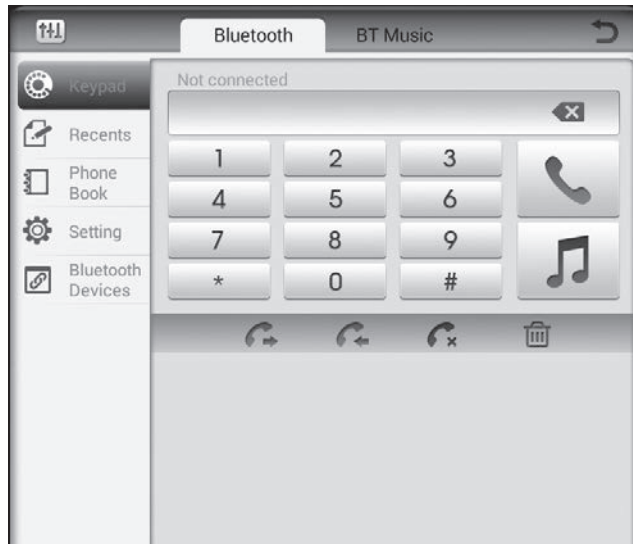 Bluetooth BT Music
Keypad
Not connected
Recents
Phone
Book
Setting
Bluetooth
Devices
1 2 3
4 5 6
7 8 9
* 0 #